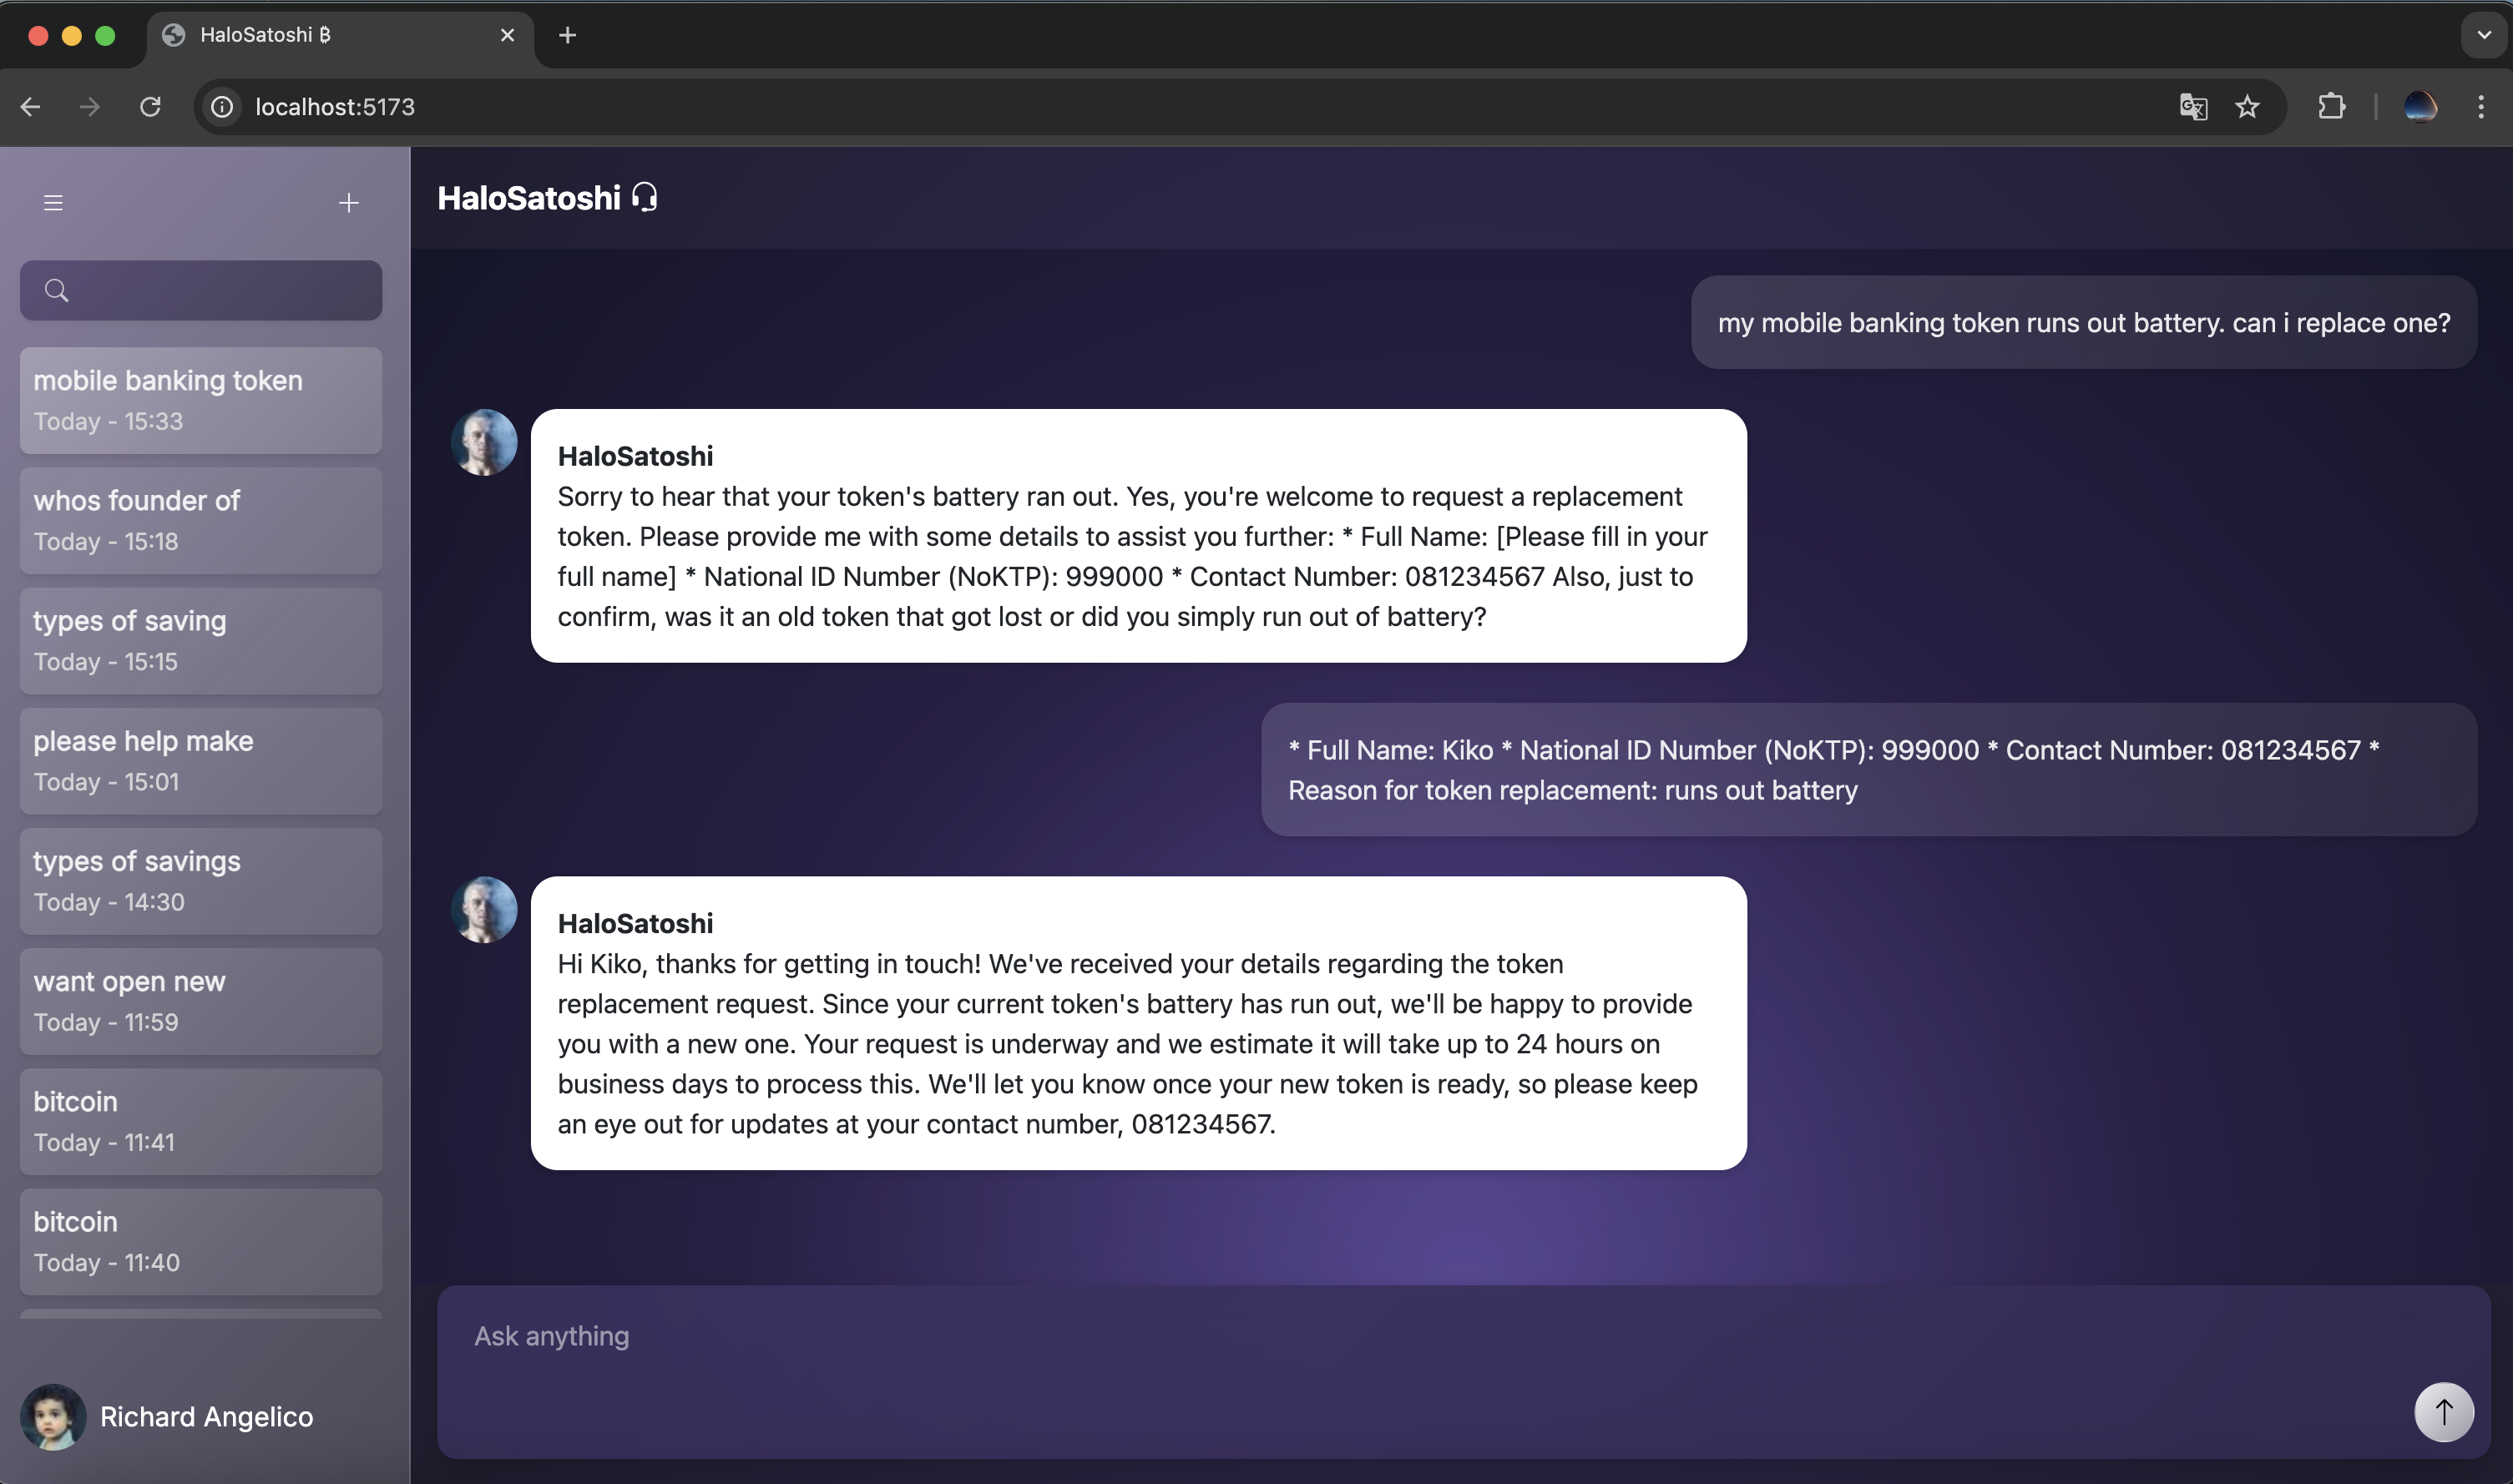 HaloSatoshi ₿
localhost:5173
HaloSatoshi
mobile banking token
Today - 15:33
whos founder of
Today - 15:18
types of saving
Today - 15:15
please help make
Today - 15:01
types of savings
Today - 14:30
want open new
Today - 11:59
bitcoin
Today - 11:41
bitcoin
Today - 11:40
Richard Angelico
my mobile banking token runs out battery. can i replace one?
HaloSatoshi
Sorry to hear that your token's battery ran out. Yes, you're welcome to request a replacement
token. Please provide me with some details to assist you further: * Full Name: [Please fill in your
full name] * National ID Number (NoKTP): 999000 * Contact Number: 081234567 Also, just to
confirm, was it an old token that got lost or did you simply run out of battery?
* Full Name: Kiko * National ID Number (NoKTP): 999000 * Contact Number: 081234567 *
Reason for token replacement: runs out battery
HaloSatoshi
Hi Kiko, thanks for getting in touch! We've received your details regarding the token
replacement request. Since your current token's battery has run out, we'll be happy to provide
you with a new one. Your request is underway and we estimate it will take up to 24 hours on
business days to process this. We'll let you know once your new token is ready, so please keep
an eye out for updates at your contact number, 081234567.
Ask anything